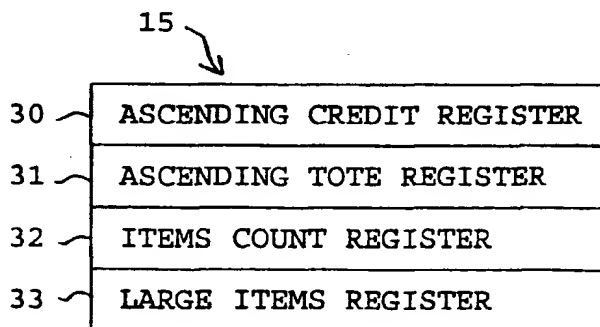 15
30 ASCENDING CREDIT REGISTER
31 ASCENDING TOTE REGISTER
32 ITEMS COUNT REGISTER
33 LARGE ITEMS REGISTER